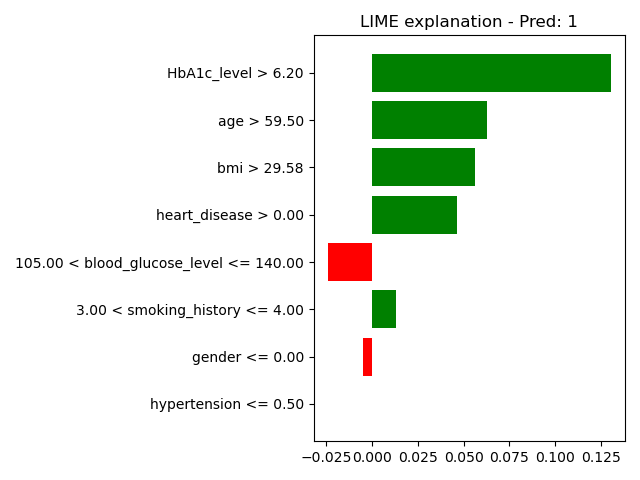 LIME explanation - Pred: 1
HbA1c_level > 6.20
age > 59.50
bmi > 29.58
heart_disease > 0.00
105.00 < blood_glucose_level <= 140.00
3.00 < smoking_history <= 4.00
gender <= 0.00
hypertension <= 0.50
−0.025 0.000 0.025 0.050 0.075 0.100 0.125